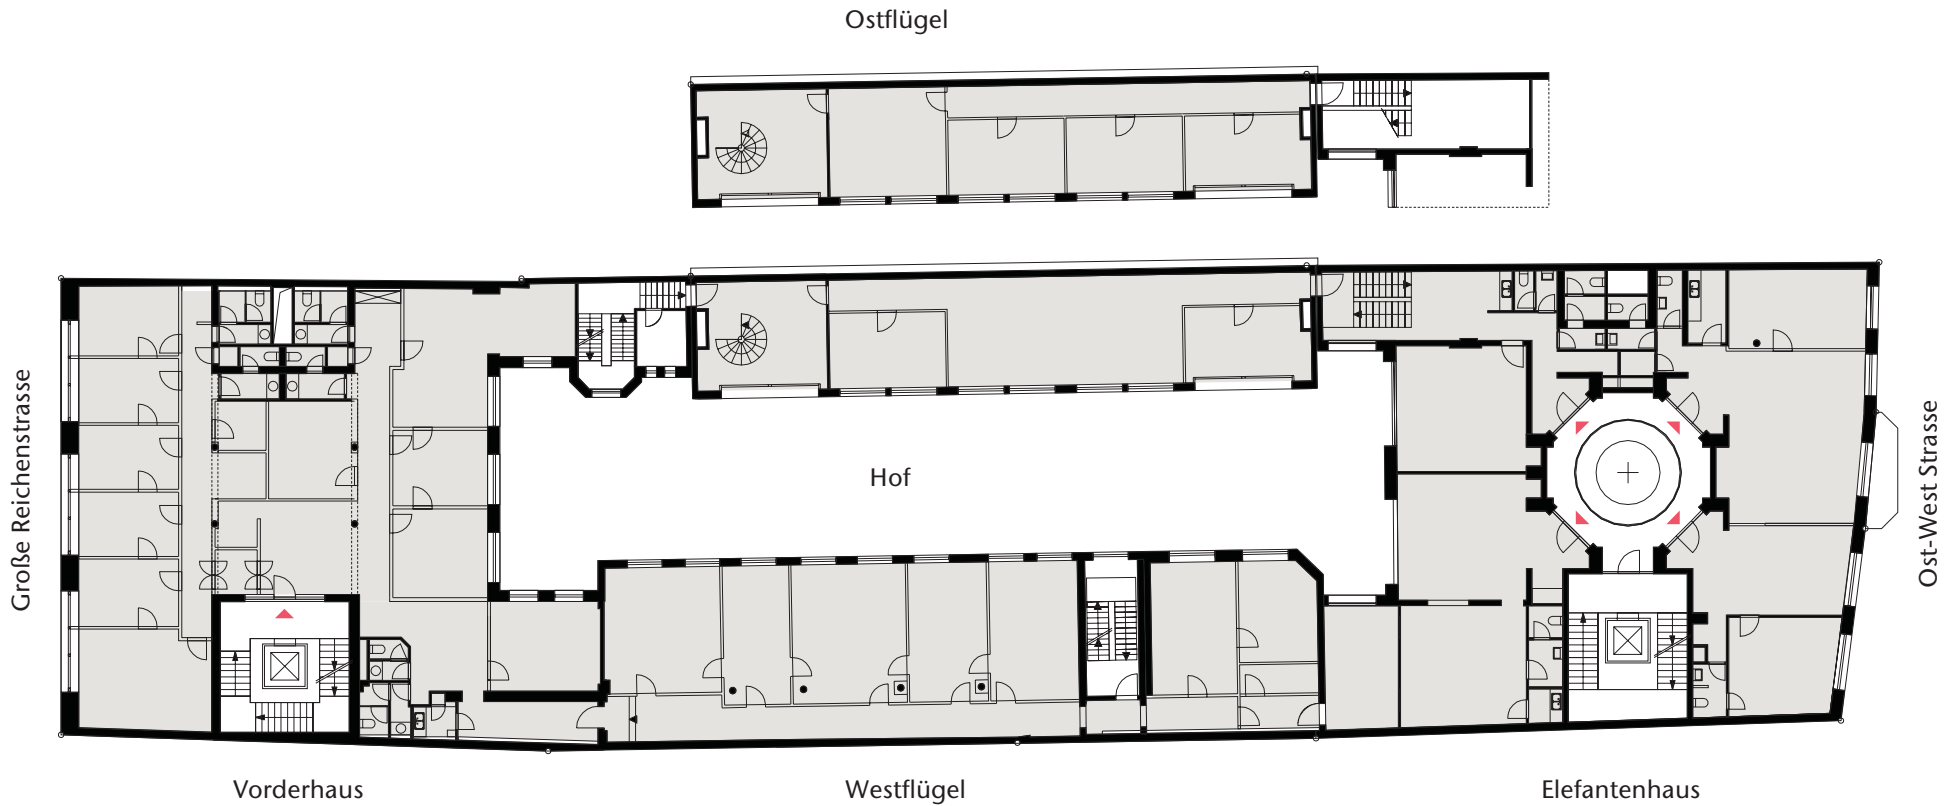 Ostflügel
Große Reichenstrasse
Hof
Ost-West Strasse
Vorderhaus
Westflügel
Elefantenhaus